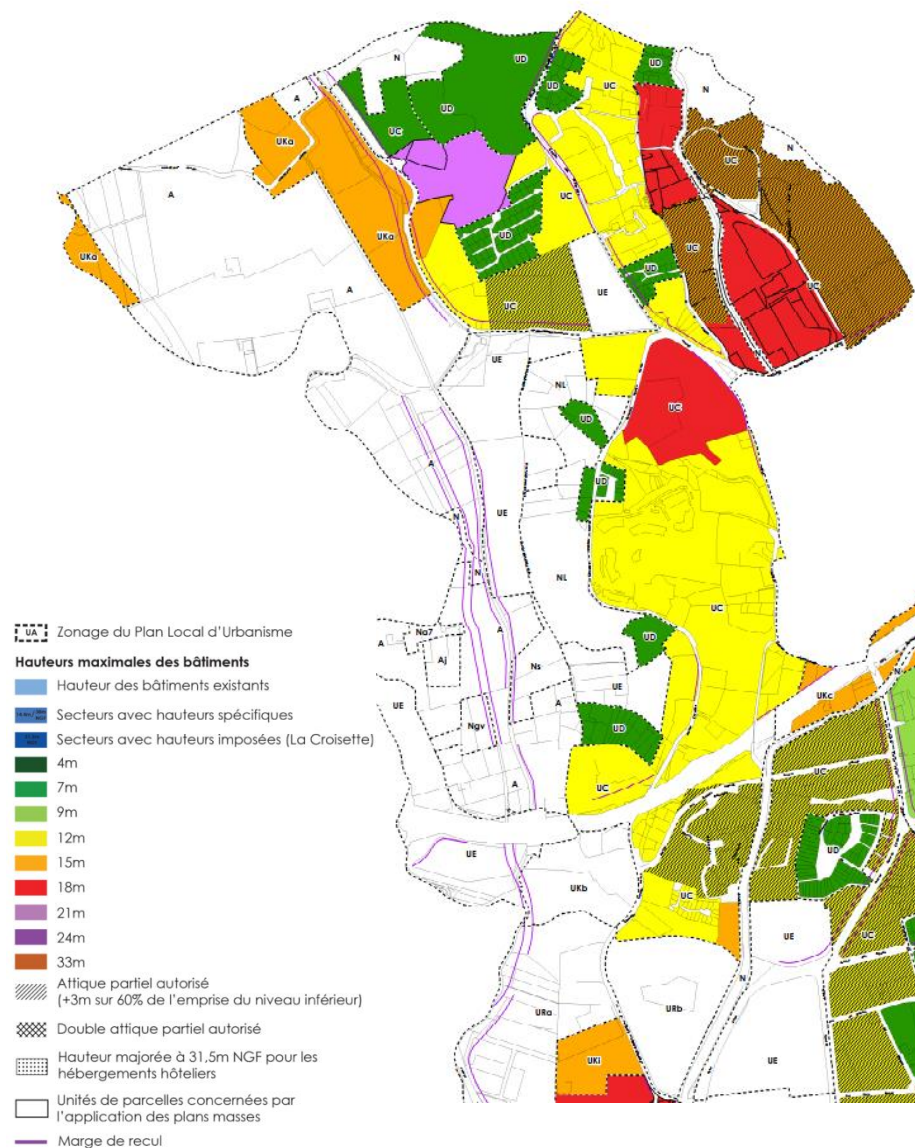 N
UD
UD
UC
UD
N
A
UD
UKa
UC
UC
N
A
UD
UC
UKa
UC
UKa
UD
UC
A
UC
UE
UE
N
NL
UC
UD
A
UD
N
UE
N
NL
UC
UD
Na7
A
A
Aj
Ns
UE
UKc
N
UE
A
Ngv
UD
UC
UC
A
UD
UE
UKb
UC
UC
UE
N
URa
URb
UE
UKi
UA Zonage du Plan Local d'Urbanisme
Hauteurs maximales des bâtiments
Hauteur des bâtiments existants
Secteurs avec hauteurs spécifiques
Secteurs avec hauteurs imposées (La Croisette)
4m
7m
9m
12m
15m
18m
21m
24m
33m
Attique partiel autorisé
(+3m sur 60% de l'emprise du niveau inférieur)
Double attique partiel autorisé
Hauteur majorée à 31,5m NGF pour les
hébergements hôteliers
Unités de parcelles concernées par
l'application des plans masses
Marge de recul